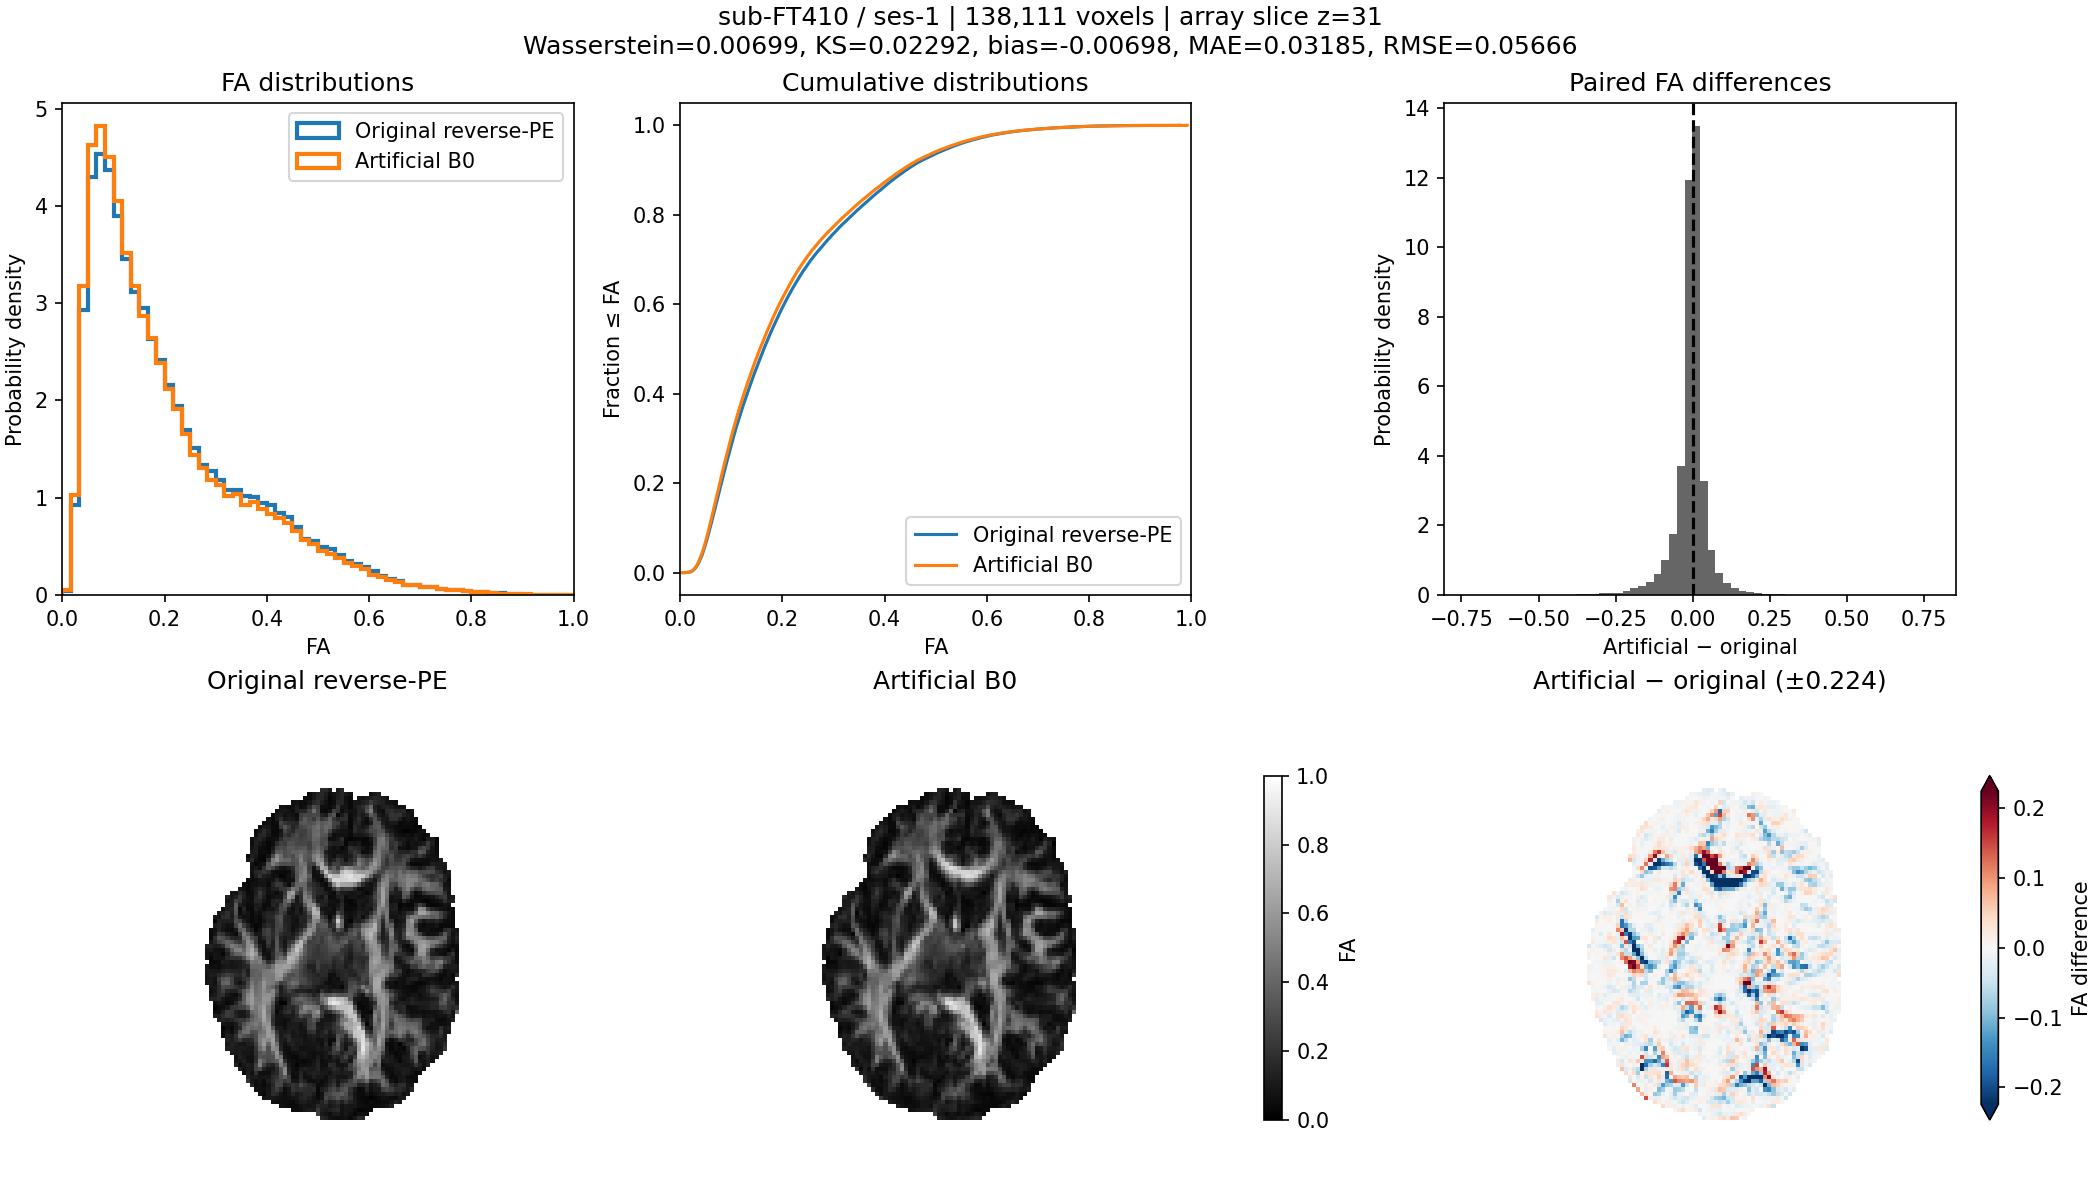 sub-FT410 / ses-1 | 138,111 voxels | array slice z=31
Wasserstein=0.00699, KS=0.02292, bias=-0.00698, MAE=0.03185, RMSE=0.05666
FA distributions
Probability density
5
4
3
2
1
0
0.0 0.2 0.4 0.6 0.8 1.0
FA
Original reverse-PE
Artificial B0
Cumulative distributions
Fraction ≤ FA
1.0
0.8
0.6
0.4
0.2
0.0
0.0 0.2 0.4 0.6 0.8 1.0
FA
Original reverse-PE
Artificial B0
Paired FA differences
Probability density
14
12
10
8
6
4
2
0
−0.75 −0.50 −0.25 0.00 0.25 0.50 0.75
Artificial − original
Original reverse-PE
Artificial B0
1.0
0.8
0.6
0.4
0.2
0.0
FA
Artificial − original (±0.224)
0.2
0.1
0.0
−0.1
−0.2
FA difference